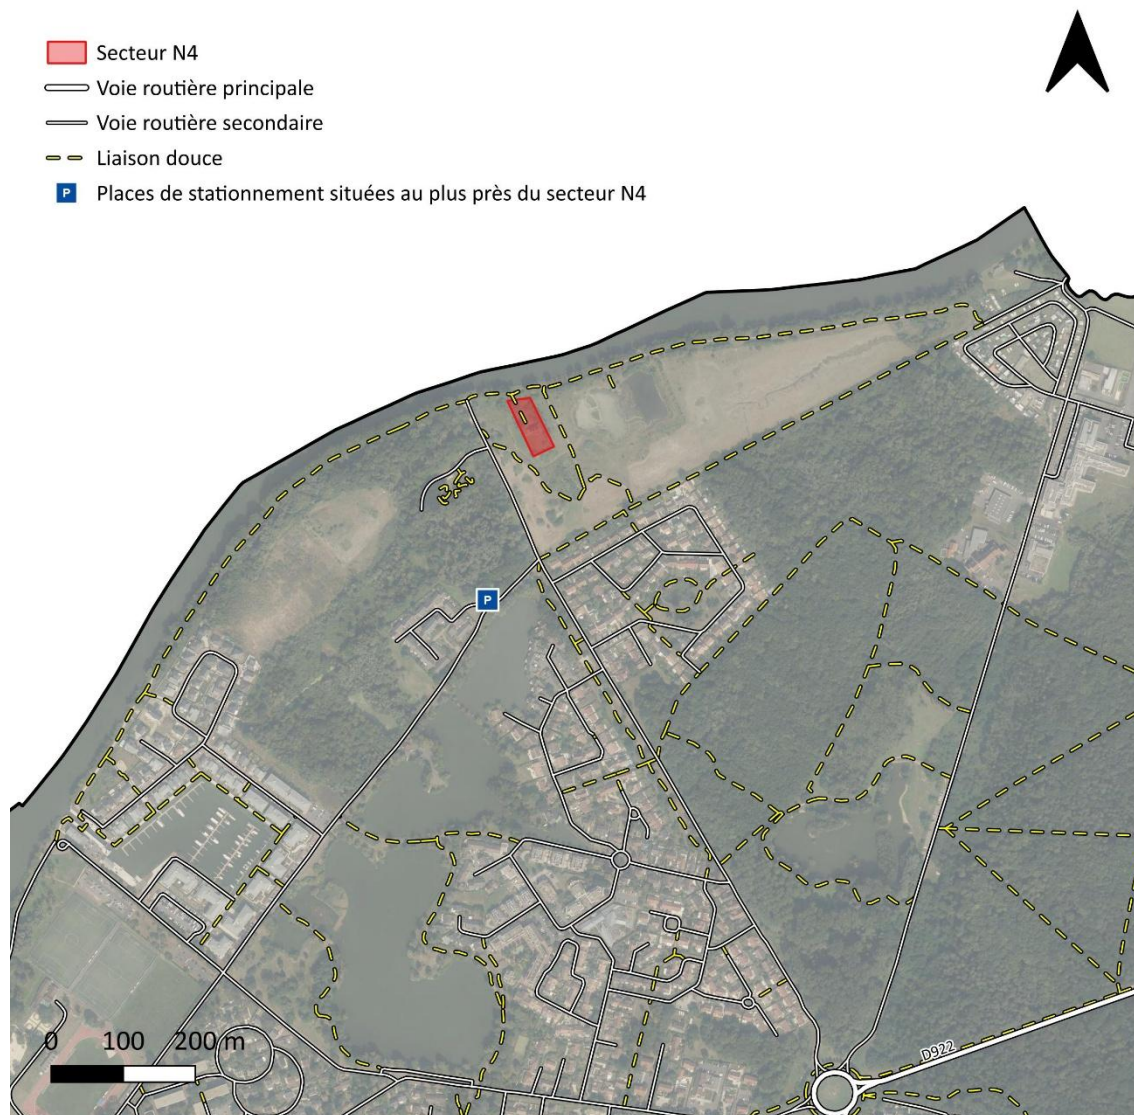 Secteur N4
Voie routière principale
Voie routière secondaire
Liaison douce
P Places de stationnement situées au plus près du secteur N4
P
D922
0 100 200 m